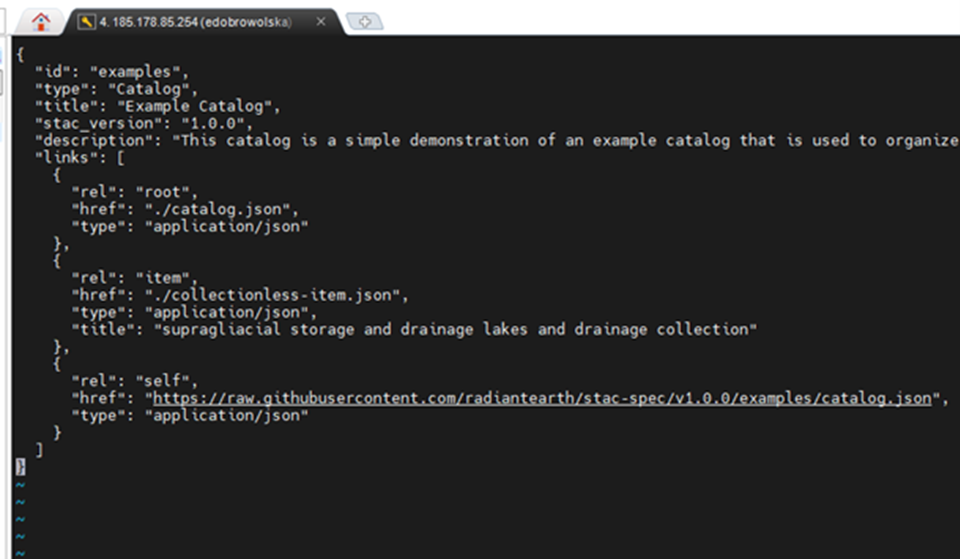 4. 185.178.85.254 (edobrowolska)
{
  "id": "examples",
  "type": "Catalog",
  "title": "Example Catalog",
  "stac_version": "1.0.0",
  "description": "This catalog is a simple demonstration of an example catalog that is used to organize
  "links": [
    {
      "rel": "root",
      "href": "./catalog.json",
      "type": "application/json"
    },
    {
      "rel": "item",
      "href": "./collectionless-item.json",
      "type": "application/json",
      "title": "supragliacial storage and drainage lakes and drainage collection"
    },
    {
      "rel": "self",
      "href": "https://raw.githubusercontent.com/radiantearth/stac-spec/v1.0.0/examples/catalog.json",
      "type": "application/json"
    }
  ]
}
~
~
~
~
~